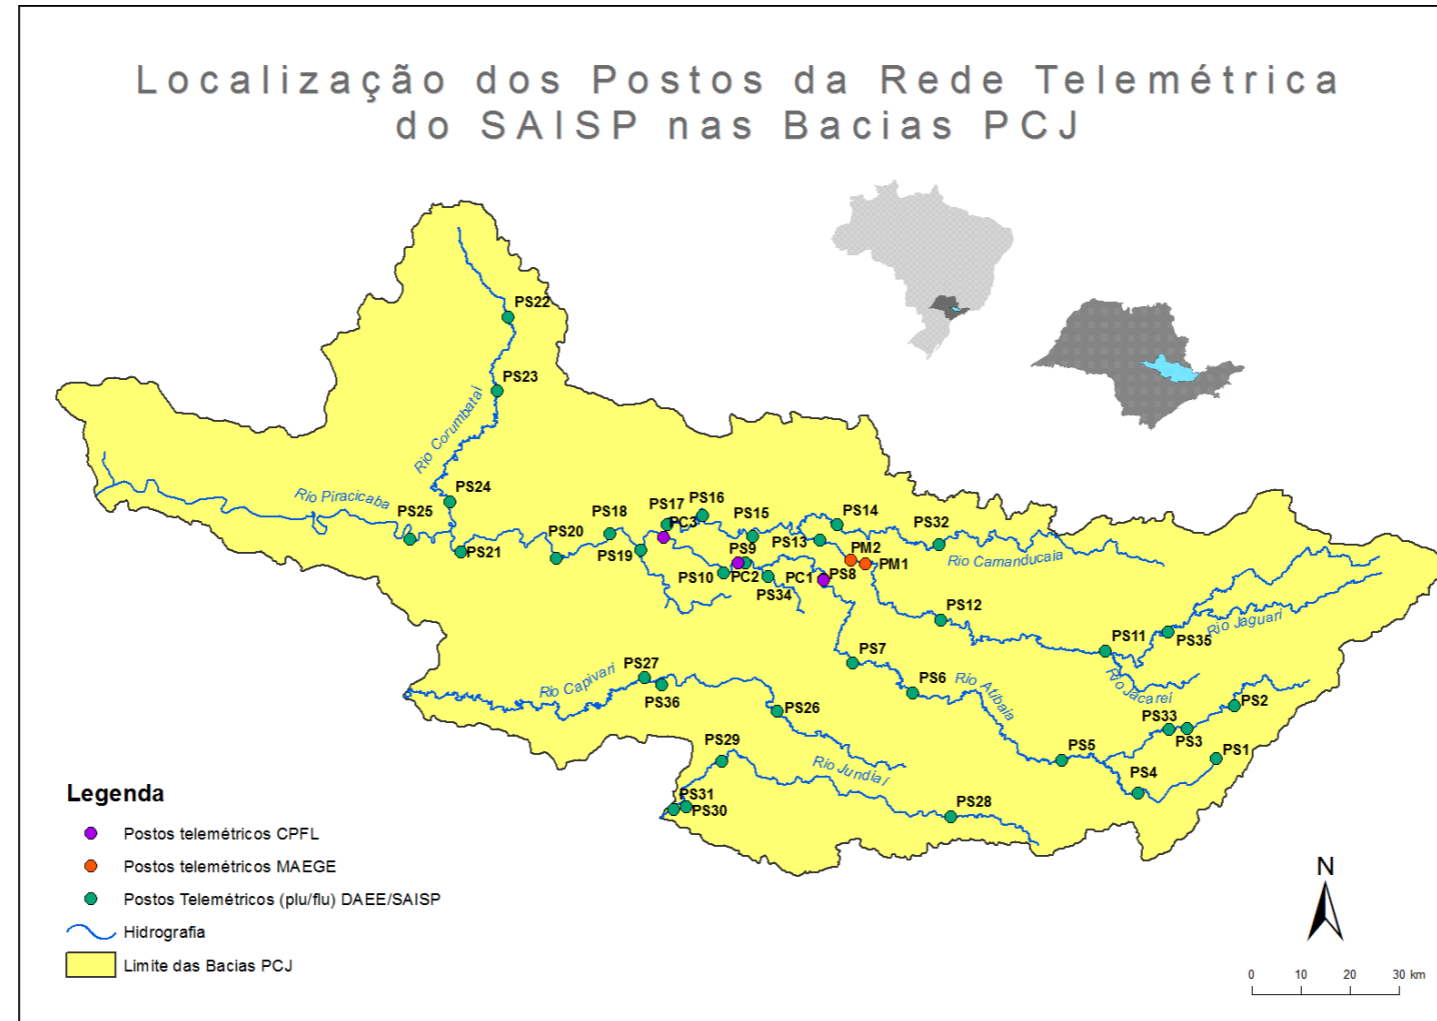 Localização dos Postos da Rede Telemétrica
do SAISP nas Bacias PCJ
PS22
PS23
Rio Corumbataí
PS24
Rio Piracicaba
PS25
PS21
PS20
PS18
PS19
PS17
PS16
PC3
PS15
PS13
PS14
PS32
Rio Camanducaia
PM2
PM1
PS9
PS10
PC2
PS34
PC1
PS8
PS12
PS11
PS35
Rio Jaguari
Rio Jacareí
PS7
PS6
Rio Atibaia
PS2
PS33
PS3
PS1
PS5
PS4
PS27
Rio Capivari
PS36
PS26
PS29
Rio Jundiaí
PS31
PS30
PS28
Legenda
Postos telemétricos CPFL
Postos telemétricos MAEGE
Postos Telemétricos (plu/flu) DAEE/SAISP
Hidrografia
Limite das Bacias PCJ
N
0 10 20 30 km